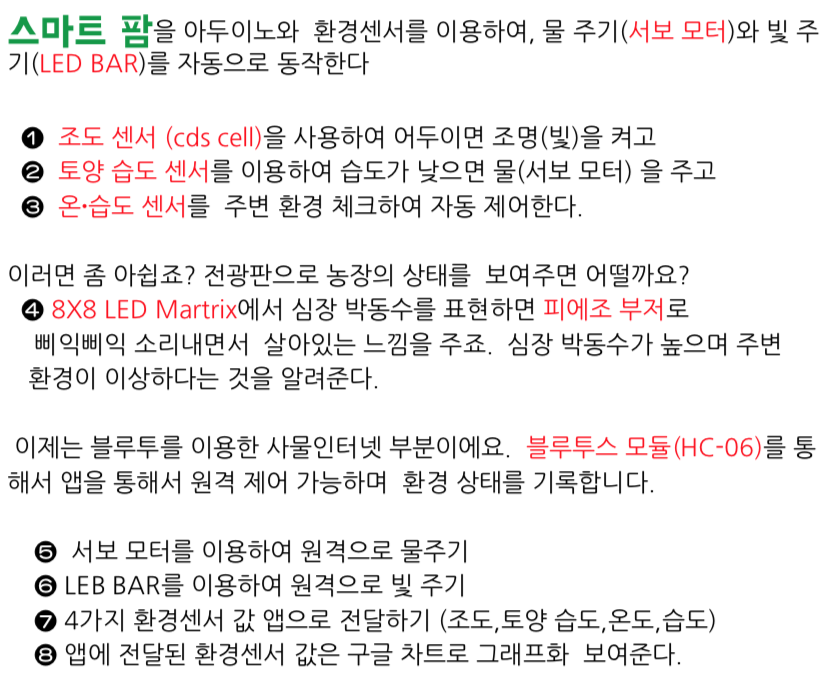 스마트 팜을 아두이노와 환경센서를 이용하여, 물 주기(서보 모터)와 빛 주
기(LED BAR)를 자동으로 동작한다
❶ 조도 센서 (cds cell)을 사용하여 어두이면 조명(빛)을 켜고
❷ 토양 습도 센서를 이용하여 습도가 낮으면 물(서보 모터) 을 주고
❸ 온·습도 센서를 주변 환경 체크하여 자동 제어한다.
이러면 좀 아쉽죠? 전광판으로 농장의 상태를 보여주면 어떨까요?
❹ 8X8 LED Martrix에서 심장 박동수를 표현하면 피에조 부저로
삐익삐익 소리내면서 살아있는 느낌을 주죠. 심장 박동수가 높으며 주변
환경이 이상하다는 것을 알려준다.
이제는 블루투를 이용한 사물인터넷 부분이에요. 블루투스 모듈(HC-06)를 통
해서 앱을 통해서 원격 제어 가능하며 환경 상태를 기록합니다.
❺ 서보 모터를 이용하여 원격으로 물주기
❻ LEB BAR를 이용하여 원격으로 빛 주기
❼ 4가지 환경센서 값 앱으로 전달하기 (조도,토양 습도,온도,습도)
❽ 앱에 전달된 환경센서 값은 구글 차트로 그래프화 보여준다.